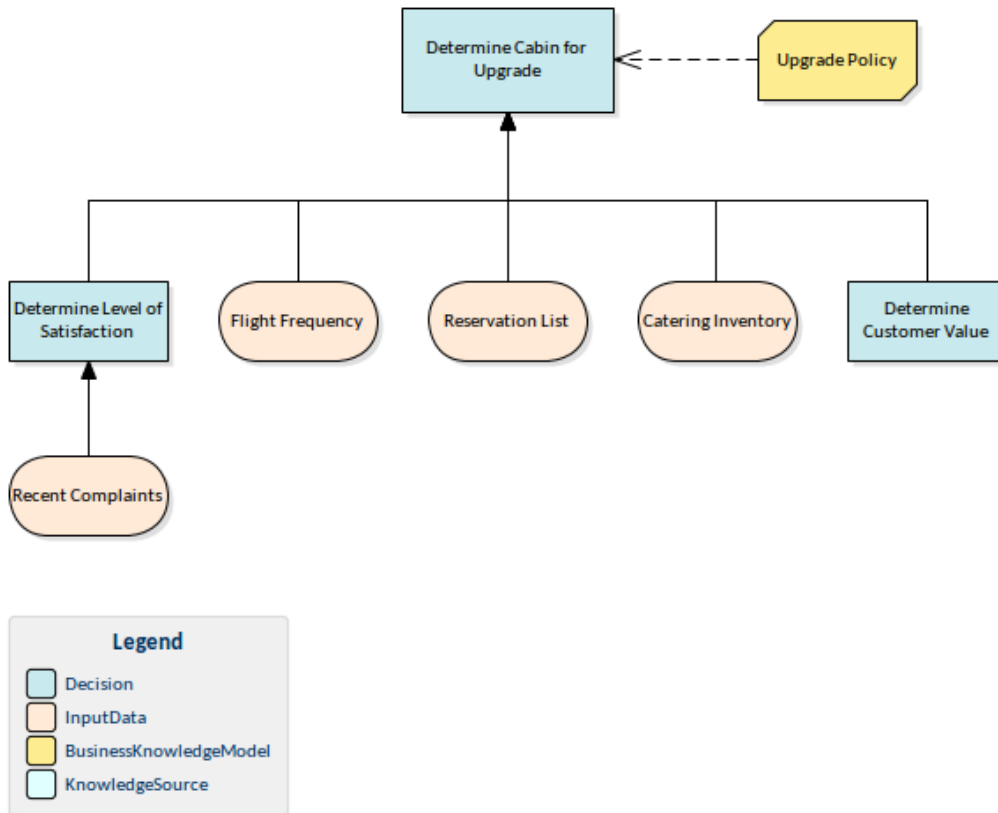 Determine Cabin for
Upgrade
Upgrade Policy
Determine Level of
Satisfaction
Flight Frequency
Reservation List
Catering Inventory
Determine
Customer Value
Recent Complaints
Legend
Decision
InputData
BusinessKnowledgeModel
KnowledgeSource